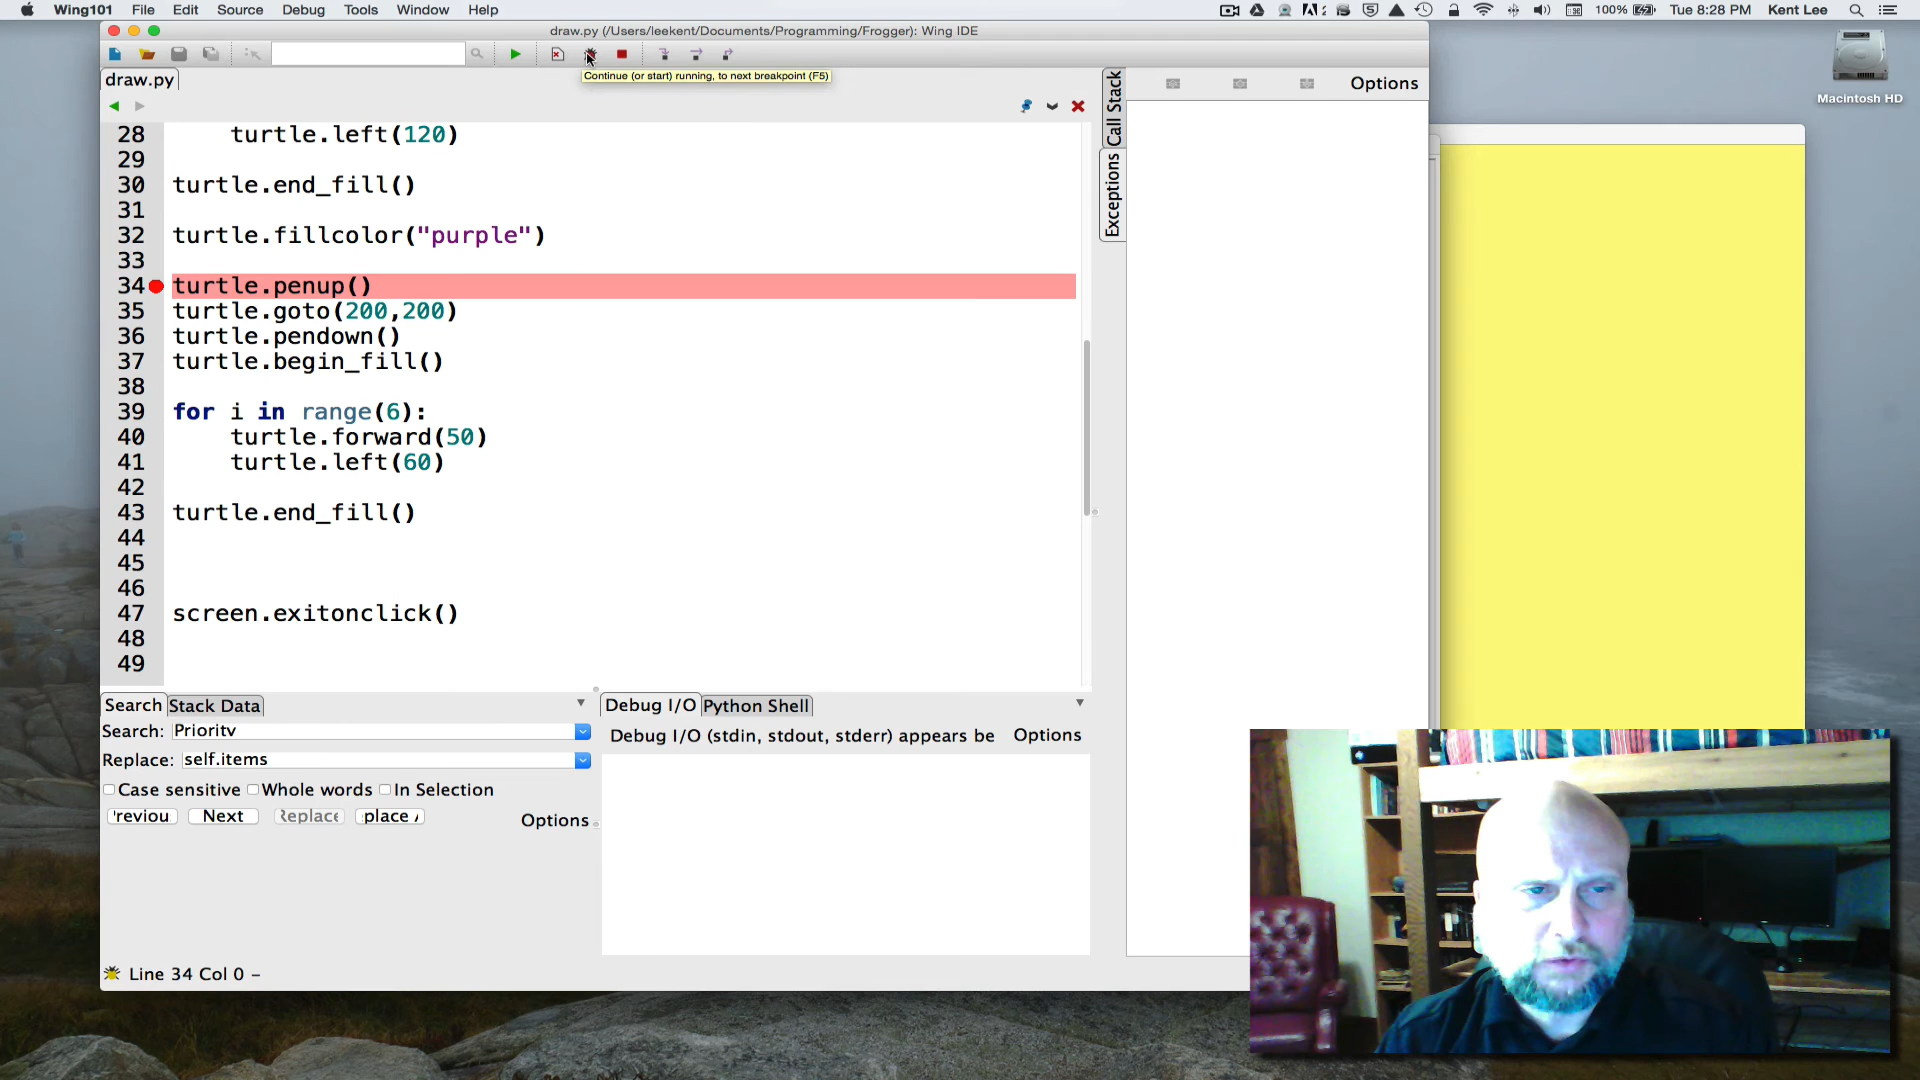 Wing101 File Edit Source Debug Tools Window Help
100% Tue 8:28 PM Kent Lee
draw.py (/Users/leekent/Documents/Programming/Frogger): Wing IDE
Continue (or start) running, to next breakpoint (F5)
draw.py
Call Stack
Exceptions
Options
Macintosh HD
28 turtle.left(120)
29
30 turtle.end_fill()
31
32 turtle.fillcolor("purple")
33
34 turtle.penup()
35 turtle.goto(200,200)
36 turtle.pendown()
37 turtle.begin_fill()
38
39 for i in range(6):
40 turtle.forward(50)
41 turtle.left(60)
42
43 turtle.end_fill()
44
45
46
47 screen.exitonclick()
48
49
Search Stack Data
Search: Priority
Replace: self.items
Case sensitive Whole words In Selection
'reviou Next Replace place A
Options
Debug I/O Python Shell
Debug I/O (stdin, stdout, stderr) appears be Options
Line 34 Col 0 –